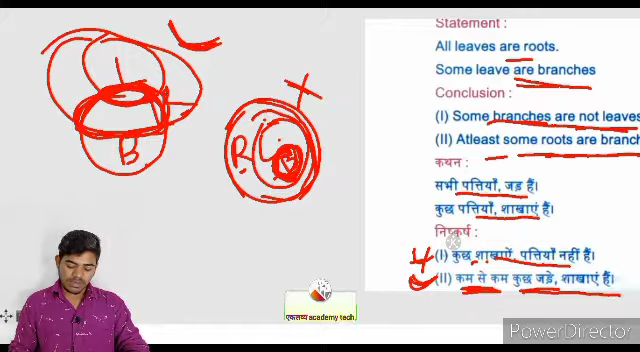 Statement :
All leaves are roots.
Some leave are branches
Conclusion :
(I) Some branches are not leaves
(II) Atleast some roots are branch
कथन :
सभी पत्तियाँ, जड़ हैं।
कुछ पत्तियाँ, शाखाएं हैं।
निष्कर्ष :
(I) कुछ शाखाऐं, पत्तियाँ नहीं हैं।
(II) कम से कम कुछ जड़े, शाखाएं हैं।
L
B
R
एकलव्य academy tech.
PowerDirector